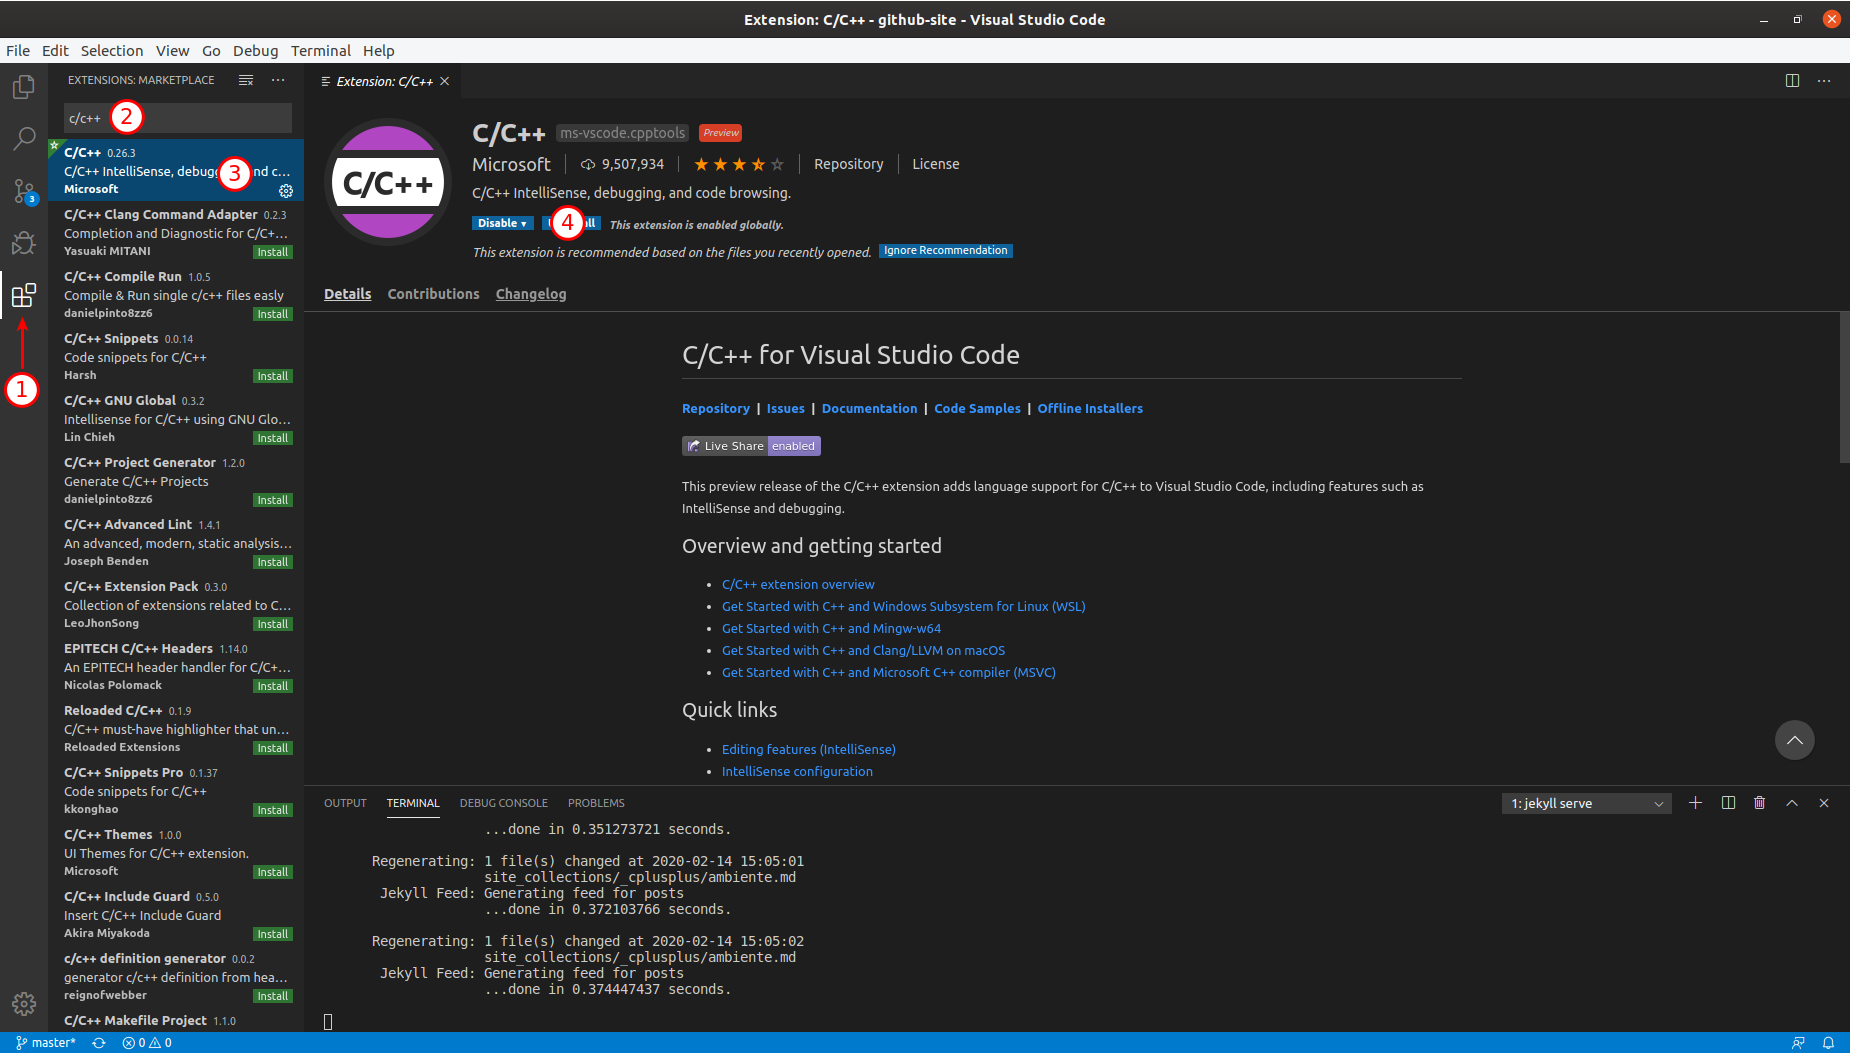 Extension: C/C++ - github-site - Visual Studio Code
File Edit Selection View Go Debug Terminal Help
EXTENSIONS: MARKETPLACE
c/c++
2
C/C++ 0.26.3
C/C++ IntelliSense, debugg nd c...
3
Microsoft
C/C++ Clang Command Adapter 0.2.3
Completion and Diagnostic for C/C+...
Yasuaki MITANI Install
C/C++ Compile Run 1.0.5
Compile & Run single c/c++ files easly
danielpinto8zz6 Install
C/C++ Snippets 0.0.14
Code snippets for C/C++
Harsh Install
C/C++ GNU Global 0.3.2
Intellisense for C/C++ using GNU Glo...
Lin Chieh Install
C/C++ Project Generator 1.2.0
Generate C/C++ Projects
danielpinto8zz6 Install
C/C++ Advanced Lint 1.4.1
An advanced, modern, static analysis...
Joseph Benden Install
C/C++ Extension Pack 0.3.0
Collection of extensions related to C...
LeoJhonSong Install
EPITECH C/C++ Headers 1.14.0
An EPITECH header handler for C/C+...
Nicolas Polomack Install
Reloaded C/C++ 0.1.9
C/C++ must-have highlighter that un...
Reloaded Extensions Install
C/C++ Snippets Pro 0.1.37
Code snippets for C/C++
kkonghao Install
C/C++ Themes 1.0.0
UI Themes for C/C++ extension.
Microsoft Install
C/C++ Include Guard 0.5.0
Insert C/C++ Include Guard
Akira Miyakoda Install
c/c++ definition generator 0.0.2
generator c/c++ definition from hea...
reignofwebber Install
C/C++ Makefile Project 1.1.0
3
1
Extension: C/C++
C/C++
C/C++ ms-vscode.cpptools Preview
Microsoft 9,507,934 Repository License
C/C++ IntelliSense, debugging, and code browsing.
Disable 4 all This extension is enabled globally.
This extension is recommended based on the files you recently opened. Ignore Recommendation
Details Contributions Changelog
C/C++ for Visual Studio Code
Repository | Issues | Documentation | Code Samples | Offline Installers
Live Share enabled
This preview release of the C/C++ extension adds language support for C/C++ to Visual Studio Code, including features such as
IntelliSense and debugging.
Overview and getting started
• C/C++ extension overview
• Get Started with C++ and Windows Subsystem for Linux (WSL)
• Get Started with C++ and Mingw-w64
• Get Started with C++ and Clang/LLVM on macOS
• Get Started with C++ and Microsoft C++ compiler (MSVC)
Quick links
• Editing features (IntelliSense)
• IntelliSense configuration
OUTPUT TERMINAL DEBUG CONSOLE PROBLEMS 1: jekyll serve
...done in 0.351273721 seconds.
Regenerating: 1 file(s) changed at 2020-02-14 15:05:01
site_collections/_cplusplus/ambiente.md
Jekyll Feed: Generating feed for posts
...done in 0.372103766 seconds.
Regenerating: 1 file(s) changed at 2020-02-14 15:05:02
site_collections/_cplusplus/ambiente.md
Jekyll Feed: Generating feed for posts
...done in 0.374447437 seconds.
master* 0 0